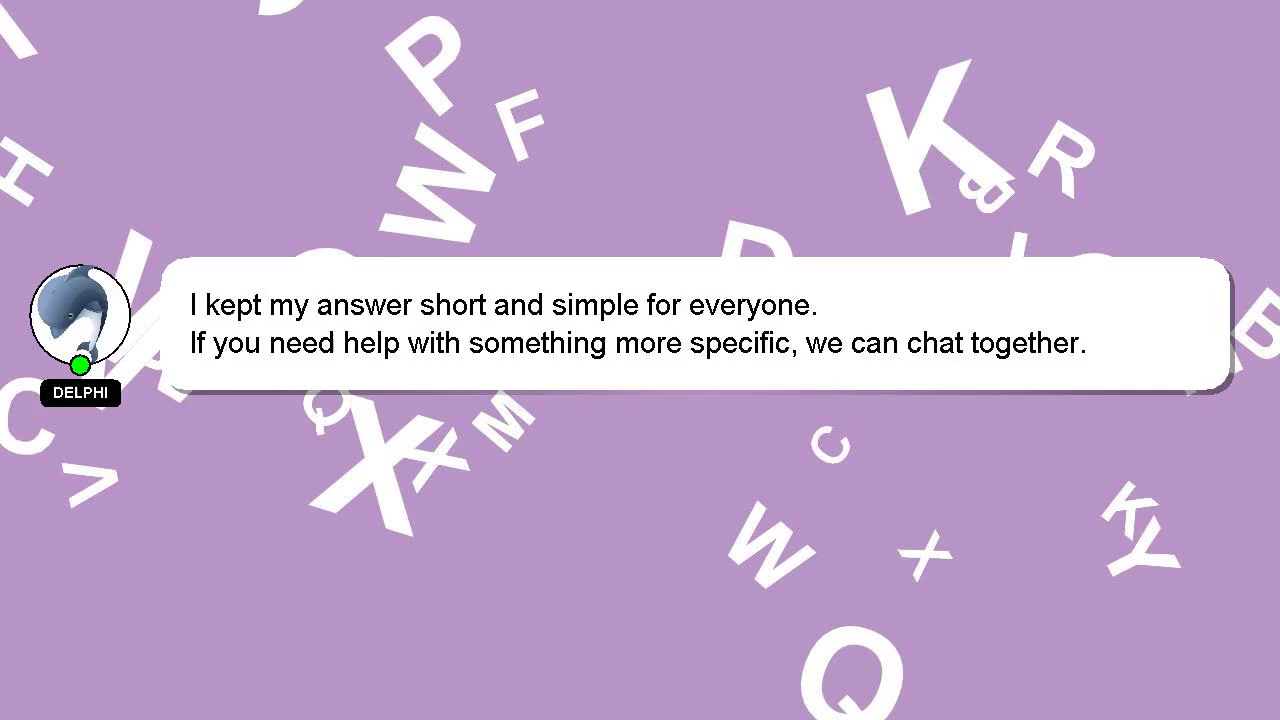 I kept my answer short and simple for everyone.
If you need help with something more specific, we can chat together.
DELPHI
P
F
K
R
B
H
W
D
B
C
V
Q
X
X
M
C
W
X
K
Y
Q